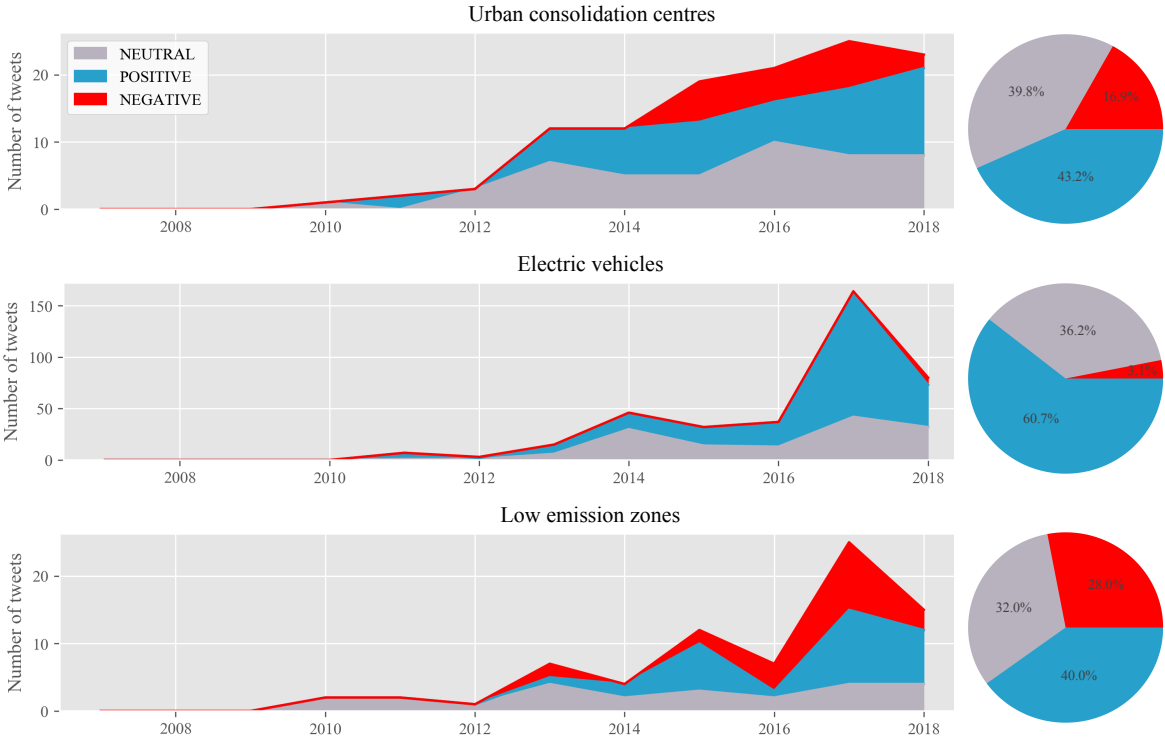 Urban consolidation centres
Number of tweets
20
10
0
NEUTRAL
POSITIVE
NEGATIVE
2008 2010 2012 2014 2016 2018
39.8%
16.9%
43.2%
Electric vehicles
Number of tweets
150
100
50
0
2008 2010 2012 2014 2016 2018
36.2%
3.1%
60.7%
Low emission zones
Number of tweets
20
10
0
2008 2010 2012 2014 2016 2018
28.0%
32.0%
40.0%